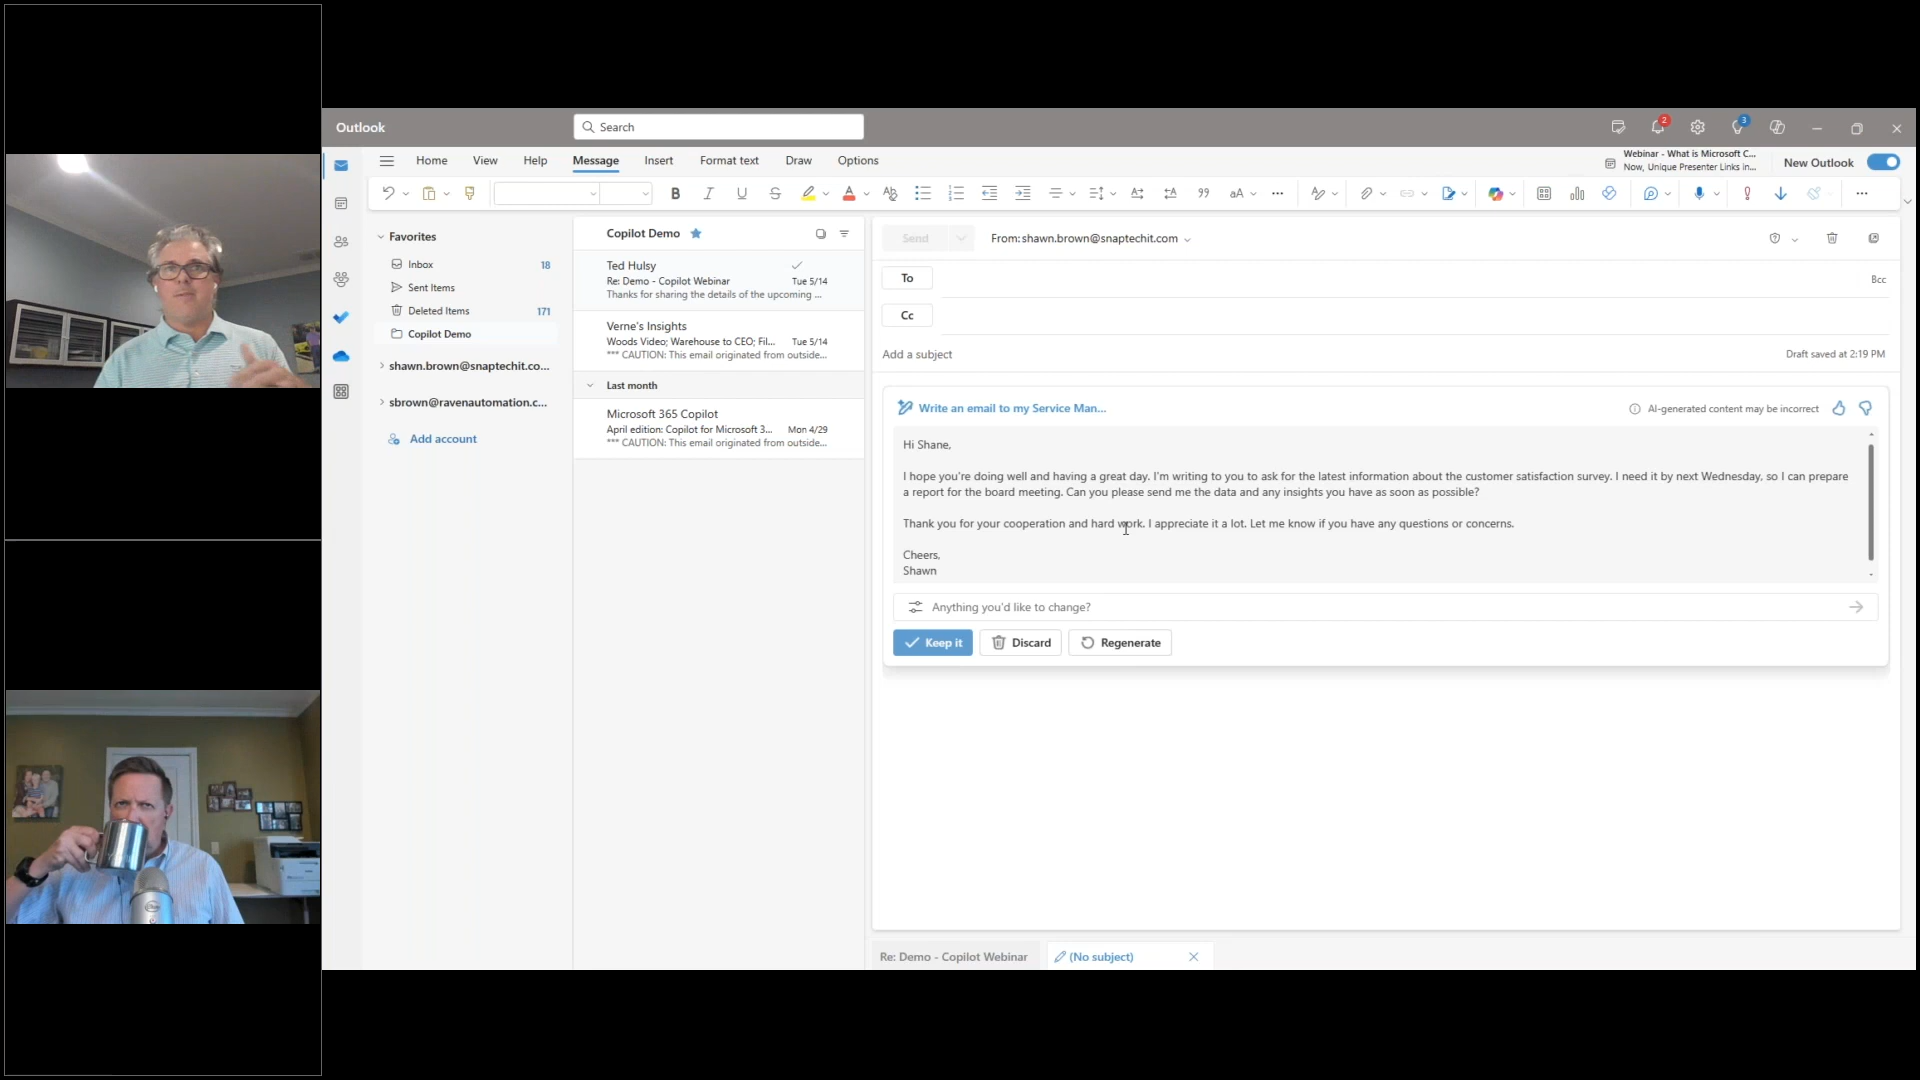 Outlook
Search
2
3
Home View Help Message Insert Format text Draw Options
Webinar - What is Microsoft C...
Now, Unique Presenter Links in...
New Outlook
Favorites
Inbox 18
Sent Items
Deleted Items 171
Copilot Demo
shawn.brown@snaptechit.co...
sbrown@ravenautomation.c...
Add account
Copilot Demo
Ted Hulsy
Re: Demo - Copilot Webinar Tue 5/14
Thanks for sharing the details of the upcoming ...
Verne's Insights
Woods Video; Warehouse to CEO; Fil... Tue 5/14
*** CAUTION: This email originated from outside...
Last month
Microsoft 365 Copilot
April edition: Copilot for Microsoft 3... Mon 4/29
*** CAUTION: This email originated from outside...
Send
From: shawn.brown@snaptechit.com
To
Bcc
Cc
Add a subject
Draft saved at 2:19 PM
Write an email to my Service Man...
AI-generated content may be incorrect
Hi Shane,
I hope you're doing well and having a great day. I'm writing to you to ask for the latest information about the customer satisfaction survey. I need it by next Wednesday, so I can prepare
a report for the board meeting. Can you please send me the data and any insights you have as soon as possible?
Thank you for your cooperation and hard work. I appreciate it a lot. Let me know if you have any questions or concerns.
Cheers,
Shawn
Anything you'd like to change?
Keep it
Discard
Regenerate
Re: Demo - Copilot Webinar
(No subject)